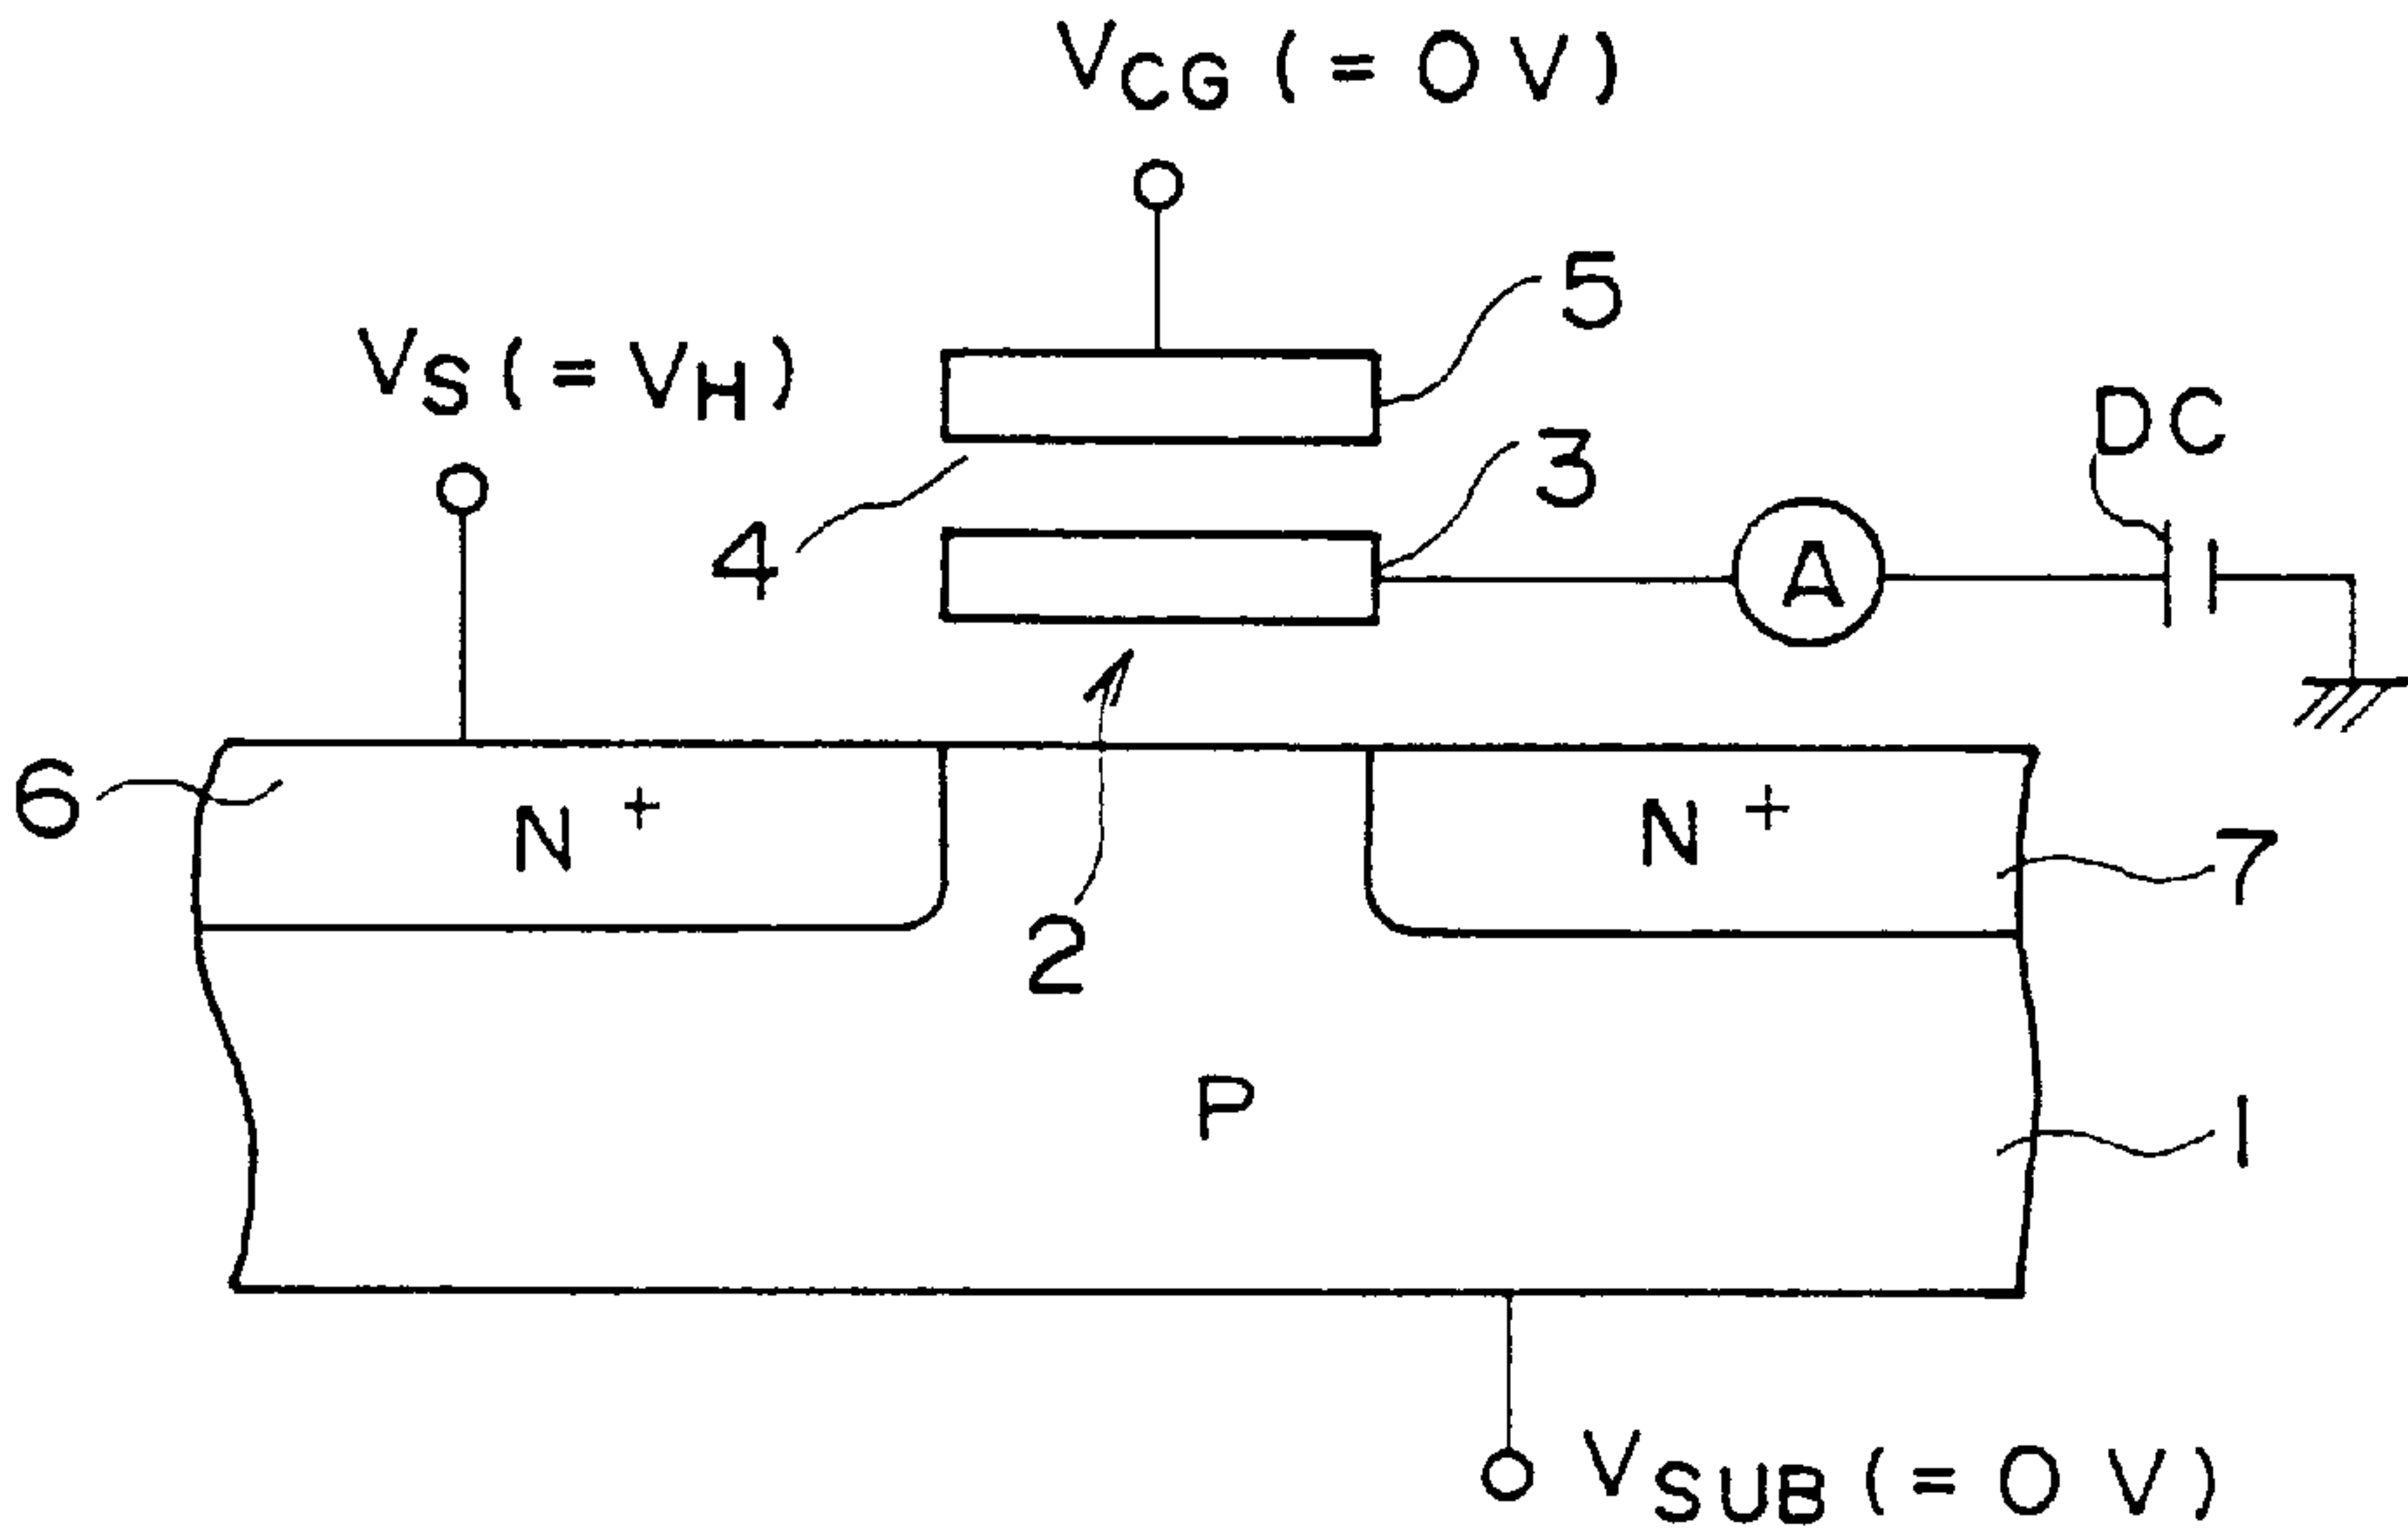 VCG (= 0 V)
5
VS (= VH)
DC
3
4
A
6
N+
N+
7
2
P
1
VSUB (= 0 V)